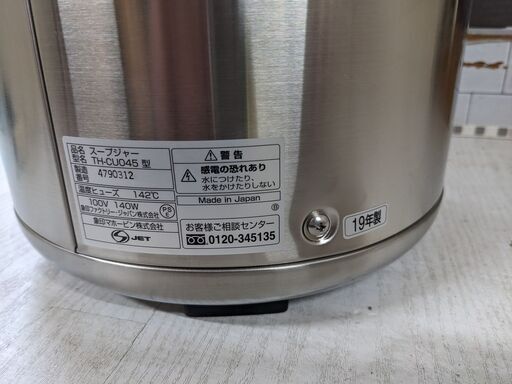 品名 スープジャー
型名 TH-CU045 型
製造番号 4790312
温度ヒューズ 142℃
100V 140W
象印ファクトリー・ジャパン株式会社
象印マホービン株式会社
PS E
JET
⚠ 警告
感電の恐れあり
水につけたり、
水をかけたりしない
Made in Japan
Ⓑ
お客様ご相談センター
0120-345135
19年製